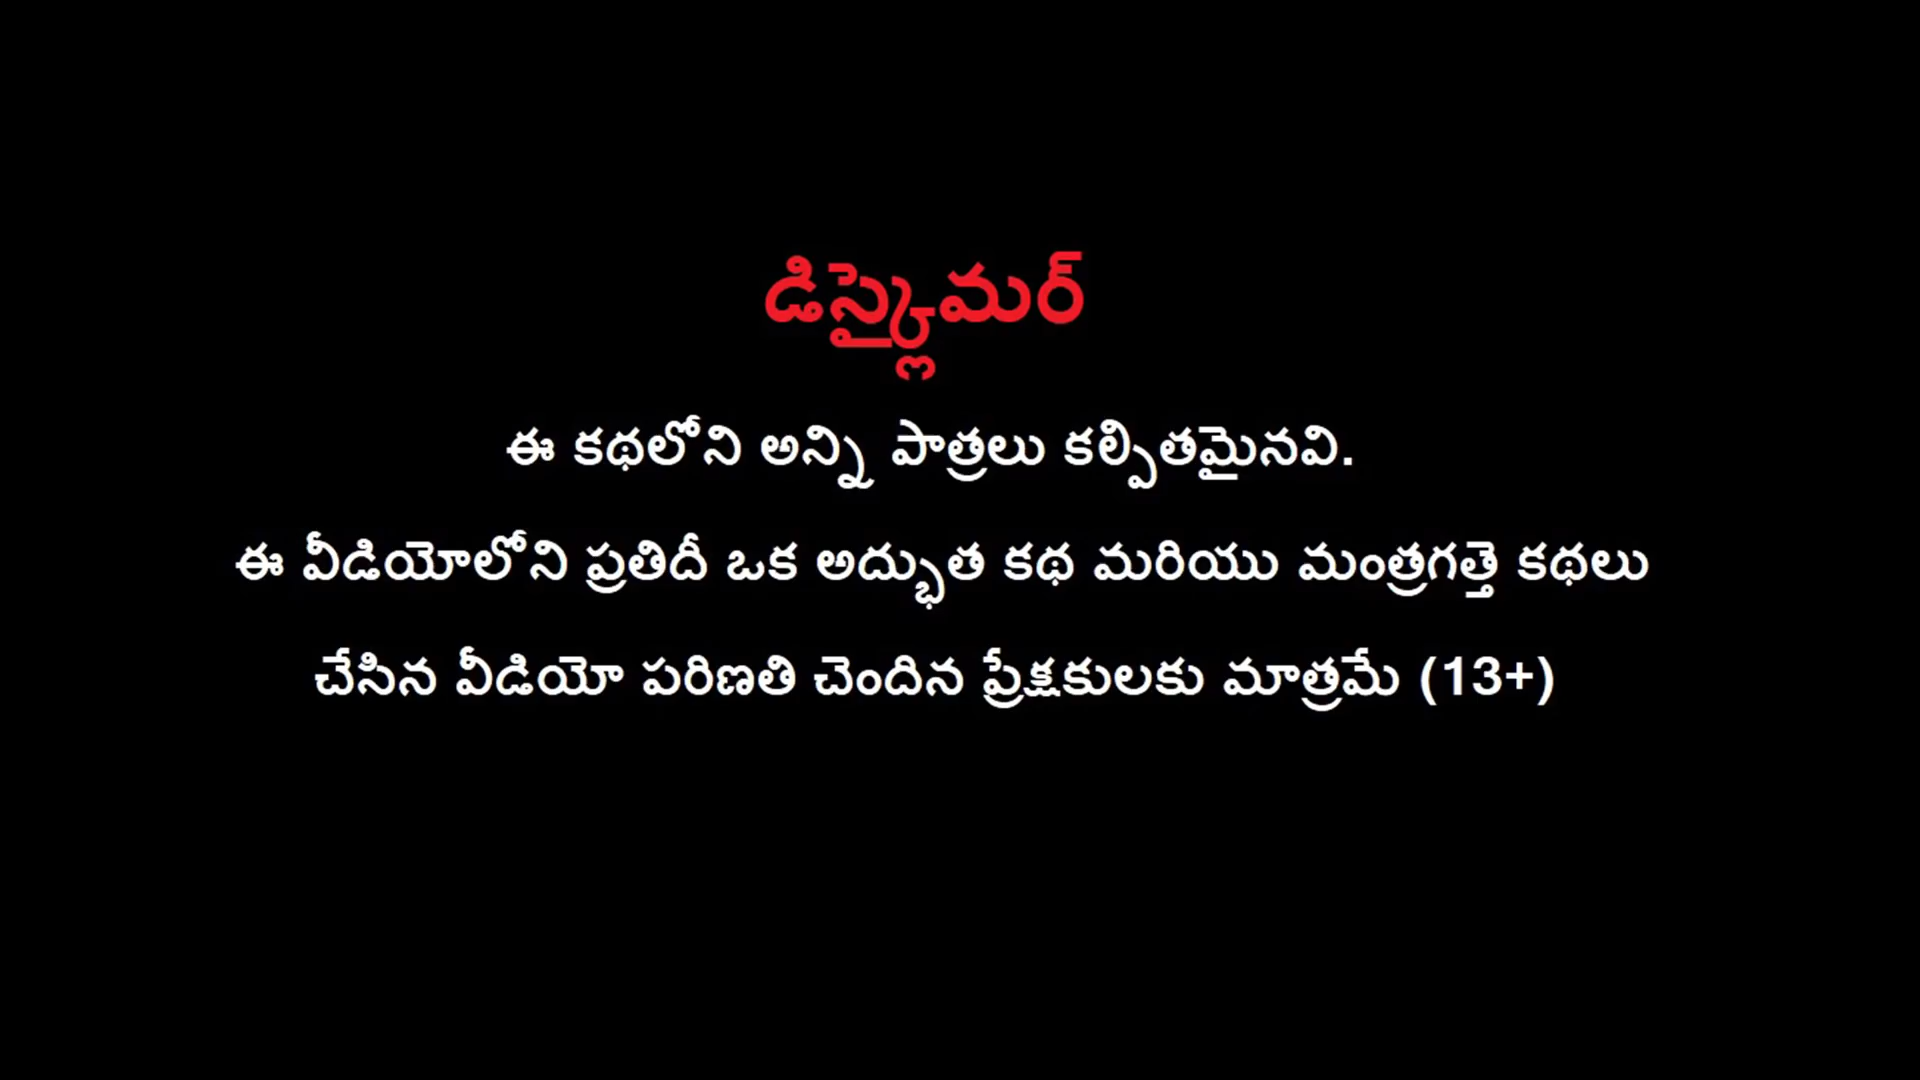 డిస్క్లైమర్
ఈ కథలోని అన్ని పాత్రలు కల్పితమైనవి.
ఈ వీడియోలోని ప్రతిదీ ఒక అద్భుత కథ మరియు మంత్రగత్తె కథలు
చేసిన వీడియో పరిణతి చెందిన ప్రేక్షకులకు మాత్రమే (13+)